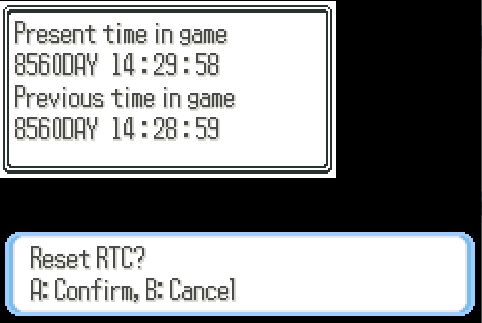 Present time in game
8560DAY 14:29:58
Previous time in game
8560DAY 14:28:59
Reset RTC?
A: Confirm, B: Cancel